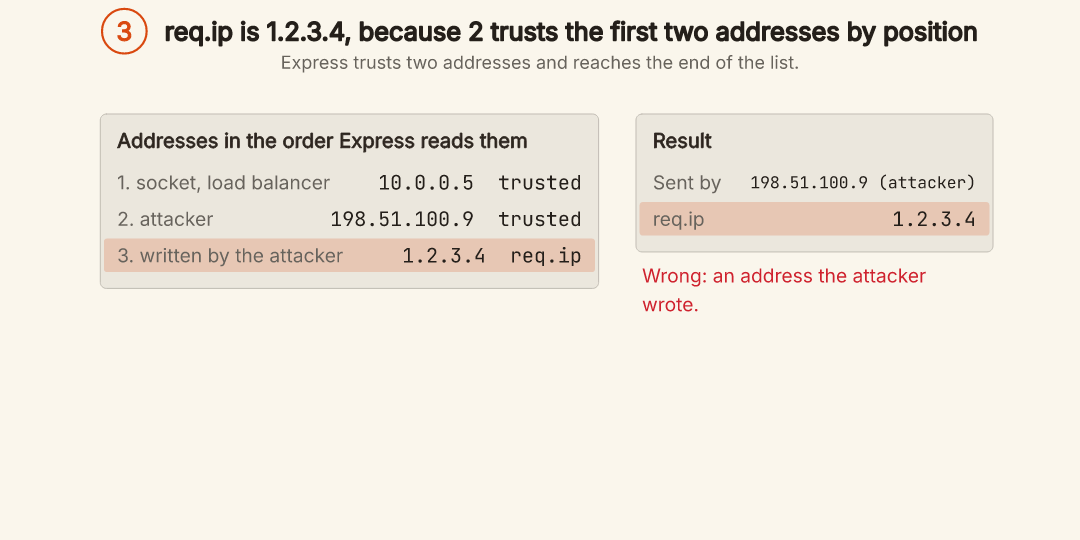 3 req.ip is 1.2.3.4, because 2 trusts the first two addresses by position
Express trusts two addresses and reaches the end of the list.
Addresses in the order Express reads them
1. socket, load balancer 10.0.0.5 trusted
2. attacker 198.51.100.9 trusted
3. written by the attacker 1.2.3.4 req.ip
Result
Sent by 198.51.100.9 (attacker)
req.ip 1.2.3.4
Wrong: an address the attacker
wrote.